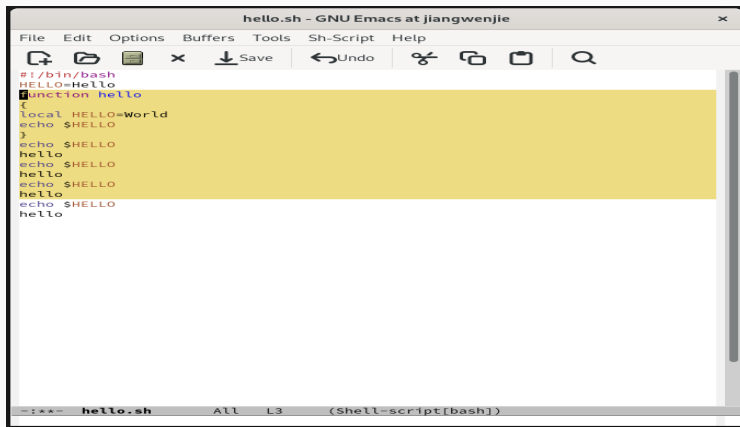 hello.sh - GNU Emacs at jiangwenjie
File Edit Options Buffers Tools Sh-Script Help
Save Undo
#!/bin/bash
HELLO=Hello
function hello
{
local HELLO=World
echo $HELLO
}
echo $HELLO
hello
echo $HELLO
hello
echo $HELLO
hello
echo $HELLO
hello
-:**- hello.sh All L3 (Shell-script[bash])